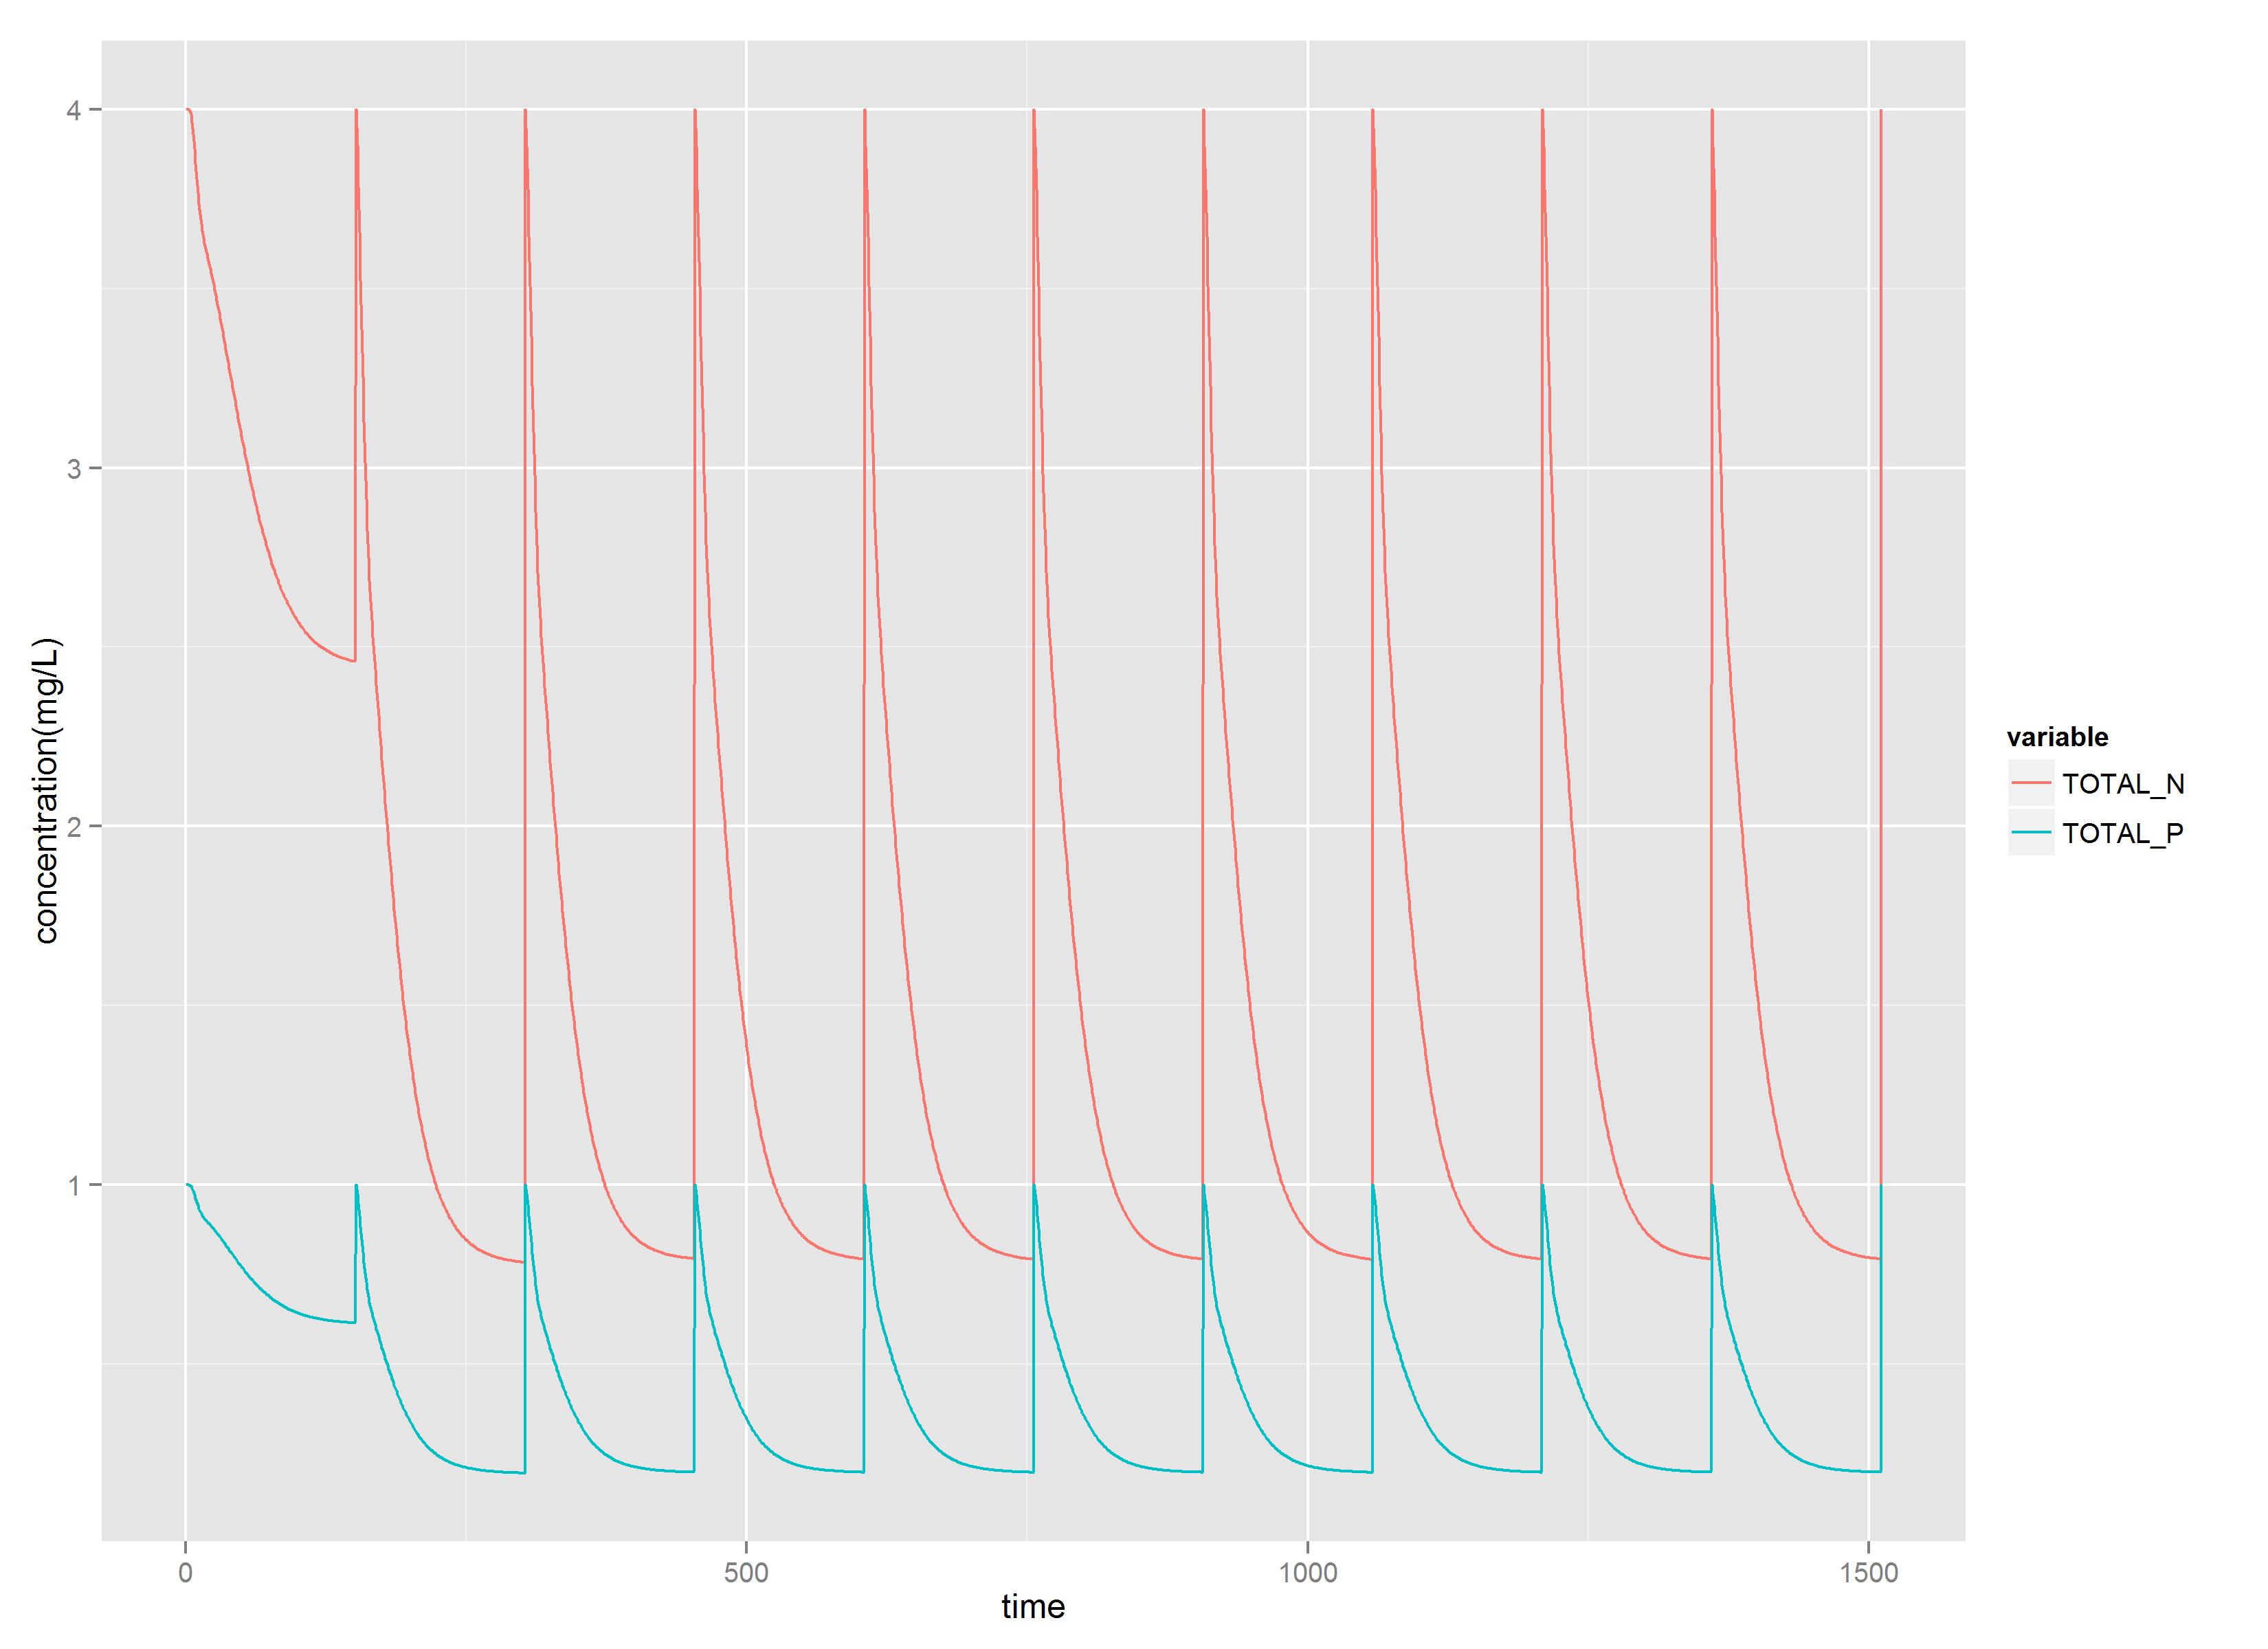 4
3
2
1
concentration(mg/L)
0
500
1000
1500
time
variable
TOTAL_N
TOTAL_P